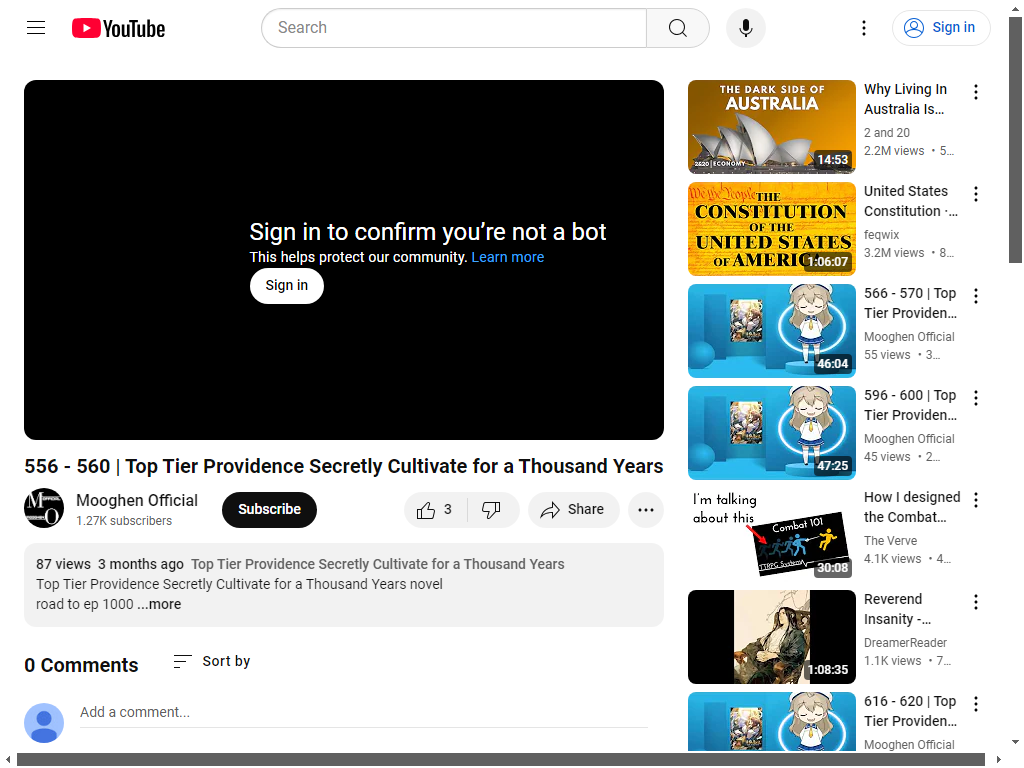 YouTube
Search
Sign in
Sign in to confirm you’re not a bot
This helps protect our community. Learn more
Sign in
556 - 560 | Top Tier Providence Secretly Cultivate for a Thousand Years
Mooghen Official
1.27K subscribers
Subscribe
3
Share
87 views 3 months ago Top Tier Providence Secretly Cultivate for a Thousand Years
Top Tier Providence Secretly Cultivate for a Thousand Years novel
road to ep 1000 ...more
0 Comments
Sort by
Add a comment...
THE DARK SIDE OF
AUSTRALIA
2&20 | ECONOMY
14:53
Why Living In
Australia Is...
2 and 20
2.2M views • 5...
We the People
THE
CONSTITUTION
OF THE
UNITED STATES
OF AMERICA
1:06:07
United States
Constitution ·...
feqwix
3.2M views • 8...
46:04
566 - 570 | Top
Tier Providen...
Mooghen Official
55 views • 3...
47:25
596 - 600 | Top
Tier Providen...
Mooghen Official
45 views • 2...
I'm talking
about this
Combat 101
TTRPG Systems
30:08
How I designed
the Combat...
The Verve
4.1K views • 4...
1:08:35
Reverend
Insanity -...
DreamerReader
1.1K views • 7...
616 - 620 | Top
Tier Providen...
Mooghen Official